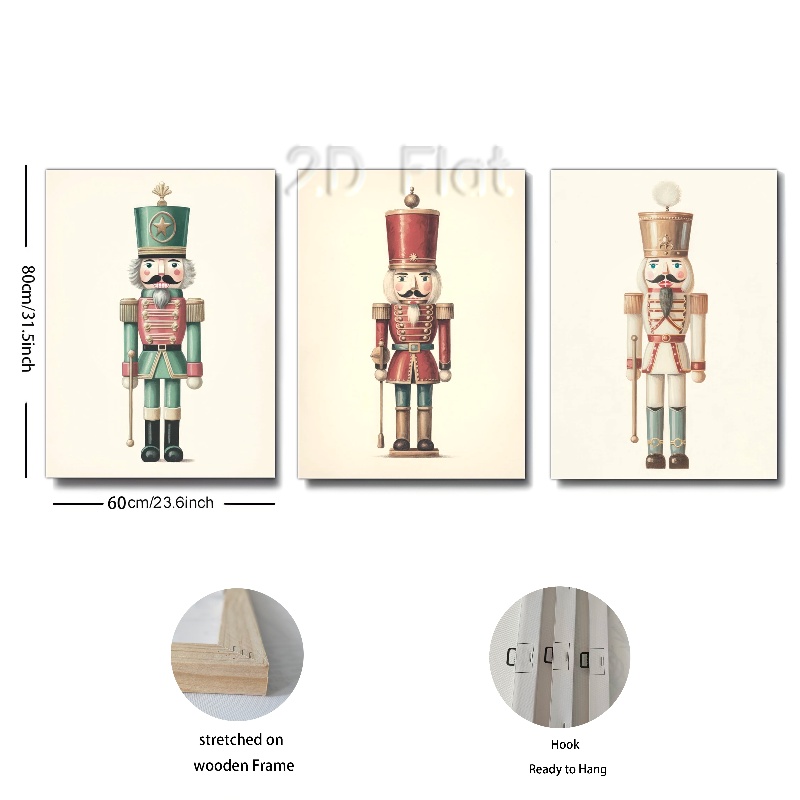 2D Flat
80cm/31.5inch
60cm/23.6inch
stretched on
wooden Frame
Hook
Ready to Hang